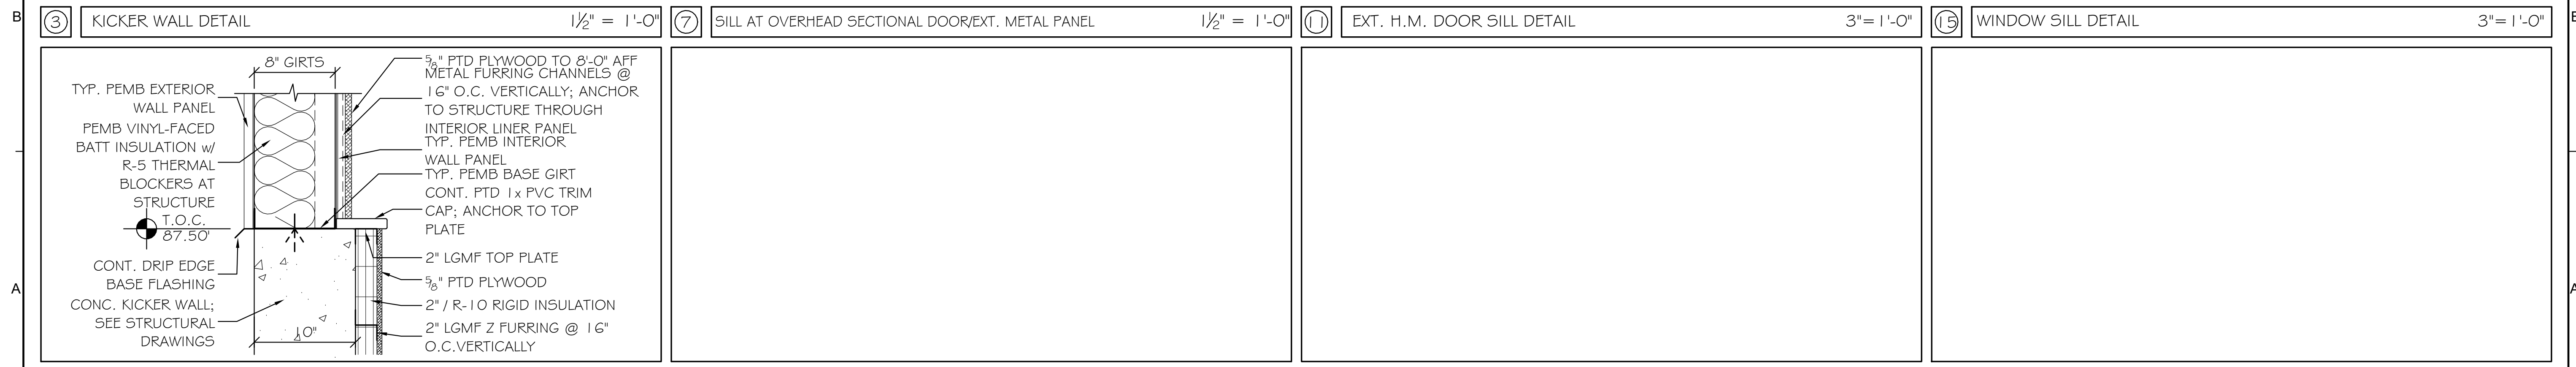 B
3 KICKER WALL DETAIL 1½" = 1'-0"
7 SILL AT OVERHEAD SECTIONAL DOOR/EXT. METAL PANEL 1½" = 1'-0"
11 EXT. H.M. DOOR SILL DETAIL 3"=1'-0"
15 WINDOW SILL DETAIL 3"=1'-0"
8" GIRTS
TYP. PEMB EXTERIOR
WALL PANEL
PEMB VINYL-FACED
BATT INSULATION w/
R-5 THERMAL
BLOCKERS AT
STRUCTURE
T.O.C.
87.50'
CONT. DRIP EDGE
BASE FLASHING
CONC. KICKER WALL;
SEE STRUCTURAL
DRAWINGS
10"
⅝" PTD PLYWOOD TO 8'-0" AFF
METAL FURRING CHANNELS @
16" O.C. VERTICALLY; ANCHOR
TO STRUCTURE THROUGH
INTERIOR LINER PANEL
TYP. PEMB INTERIOR
WALL PANEL
TYP. PEMB BASE GIRT
CONT. PTD 1x PVC TRIM
CAP; ANCHOR TO TOP
PLATE
2" LGMF TOP PLATE
⅝" PTD PLYWOOD
2" / R-10 RIGID INSULATION
2" LGMF Z FURRING @ 16"
O.C.VERTICALLY
A